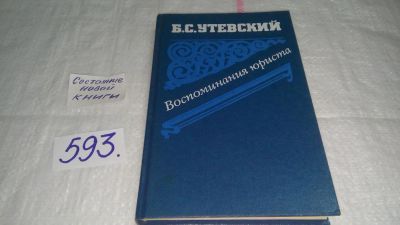 Б.С.УТЕВСКИЙ
Воспоминания юриста
Состояние
новой
книги
593.